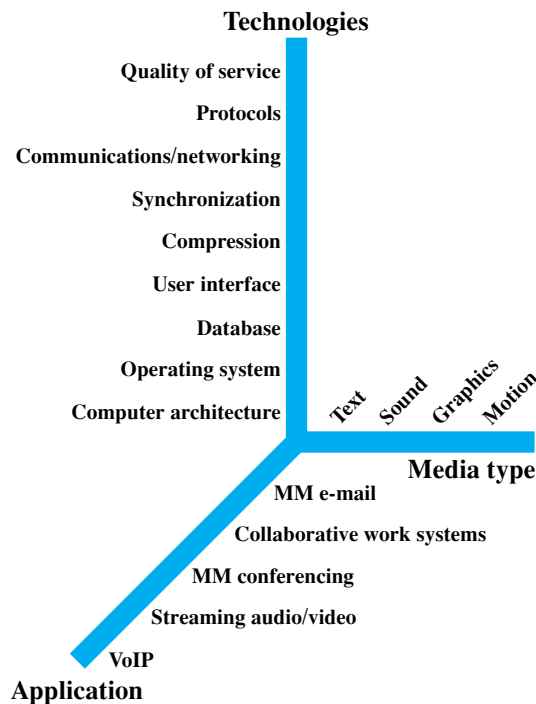 Technologies
Quality of service
Protocols
Communications/networking
Synchronization
Compression
User interface
Database
Operating system
Computer architecture
Text
Sound
Graphics
Motion
Media type
MM e-mail
Collaborative work systems
MM conferencing
Streaming audio/video
VoIP
Application